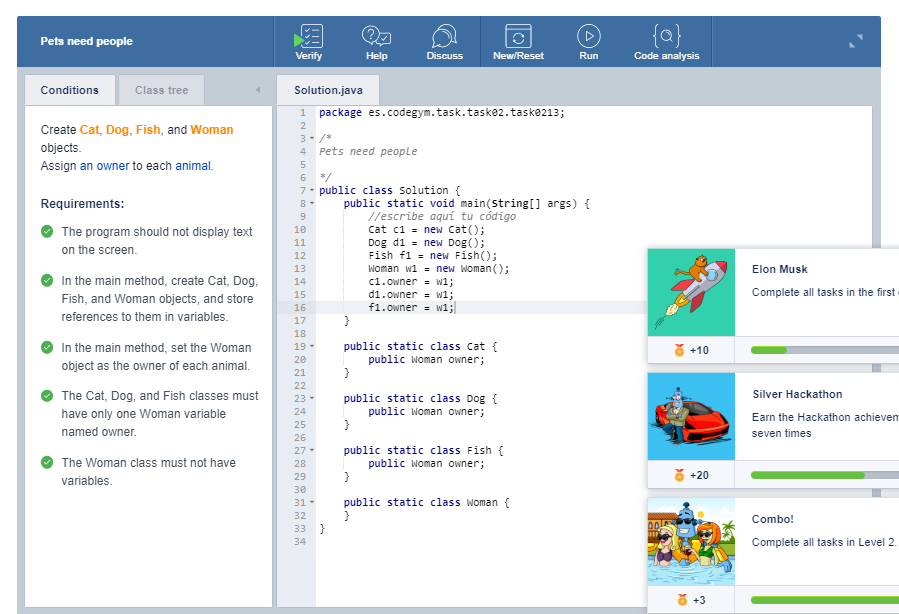 Pets need people
Verify
Help
Discuss
New/Reset
Run
Code analysis
Conditions
Class tree
Create Cat, Dog, Fish, and Woman
objects.
Assign an owner to each animal.
Requirements:
The program should not display text
on the screen.
In the main method, create Cat, Dog,
Fish, and Woman objects, and store
references to them in variables.
In the main method, set the Woman
object as the owner of each animal.
The Cat, Dog, and Fish classes must
have only one Woman variable
named owner.
The Woman class must not have
variables.
Solution.java
1 package es.codegym.task.task02.task0213;
2
3 /*
4 Pets need people
5
6 */
7 public class Solution {
8 public static void main(String[] args) {
9 //escribe aquí tu código
10 Cat c1 = new Cat();
11 Dog d1 = new Dog();
12 Fish f1 = new Fish();
13 Woman w1 = new Woman();
14 c1.owner = w1;
15 d1.owner = w1;
16 f1.owner = w1;
17 }
18
19 public static class Cat {
20 public Woman owner;
21 }
22
23 public static class Dog {
24 public Woman owner;
25 }
26
27 public static class Fish {
28 public Woman owner;
29 }
30
31 public static class Woman {
32 }
33 }
34
Elon Musk
Complete all tasks in the first
+10
Silver Hackathon
Earn the Hackathon achievem
seven times
+20
Combo!
Complete all tasks in Level 2.
+3